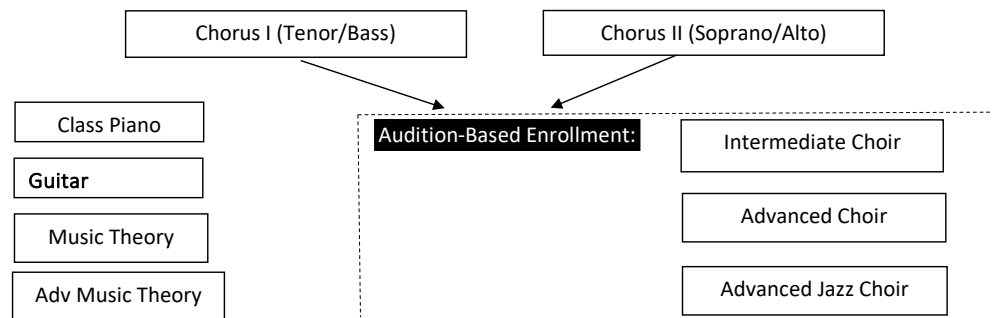 Chorus I (Tenor/Bass)
Chorus II (Soprano/Alto)
Class Piano
Guitar
Music Theory
Adv Music Theory
Audition-Based Enrollment:
Intermediate Choir
Advanced Choir
Advanced Jazz Choir